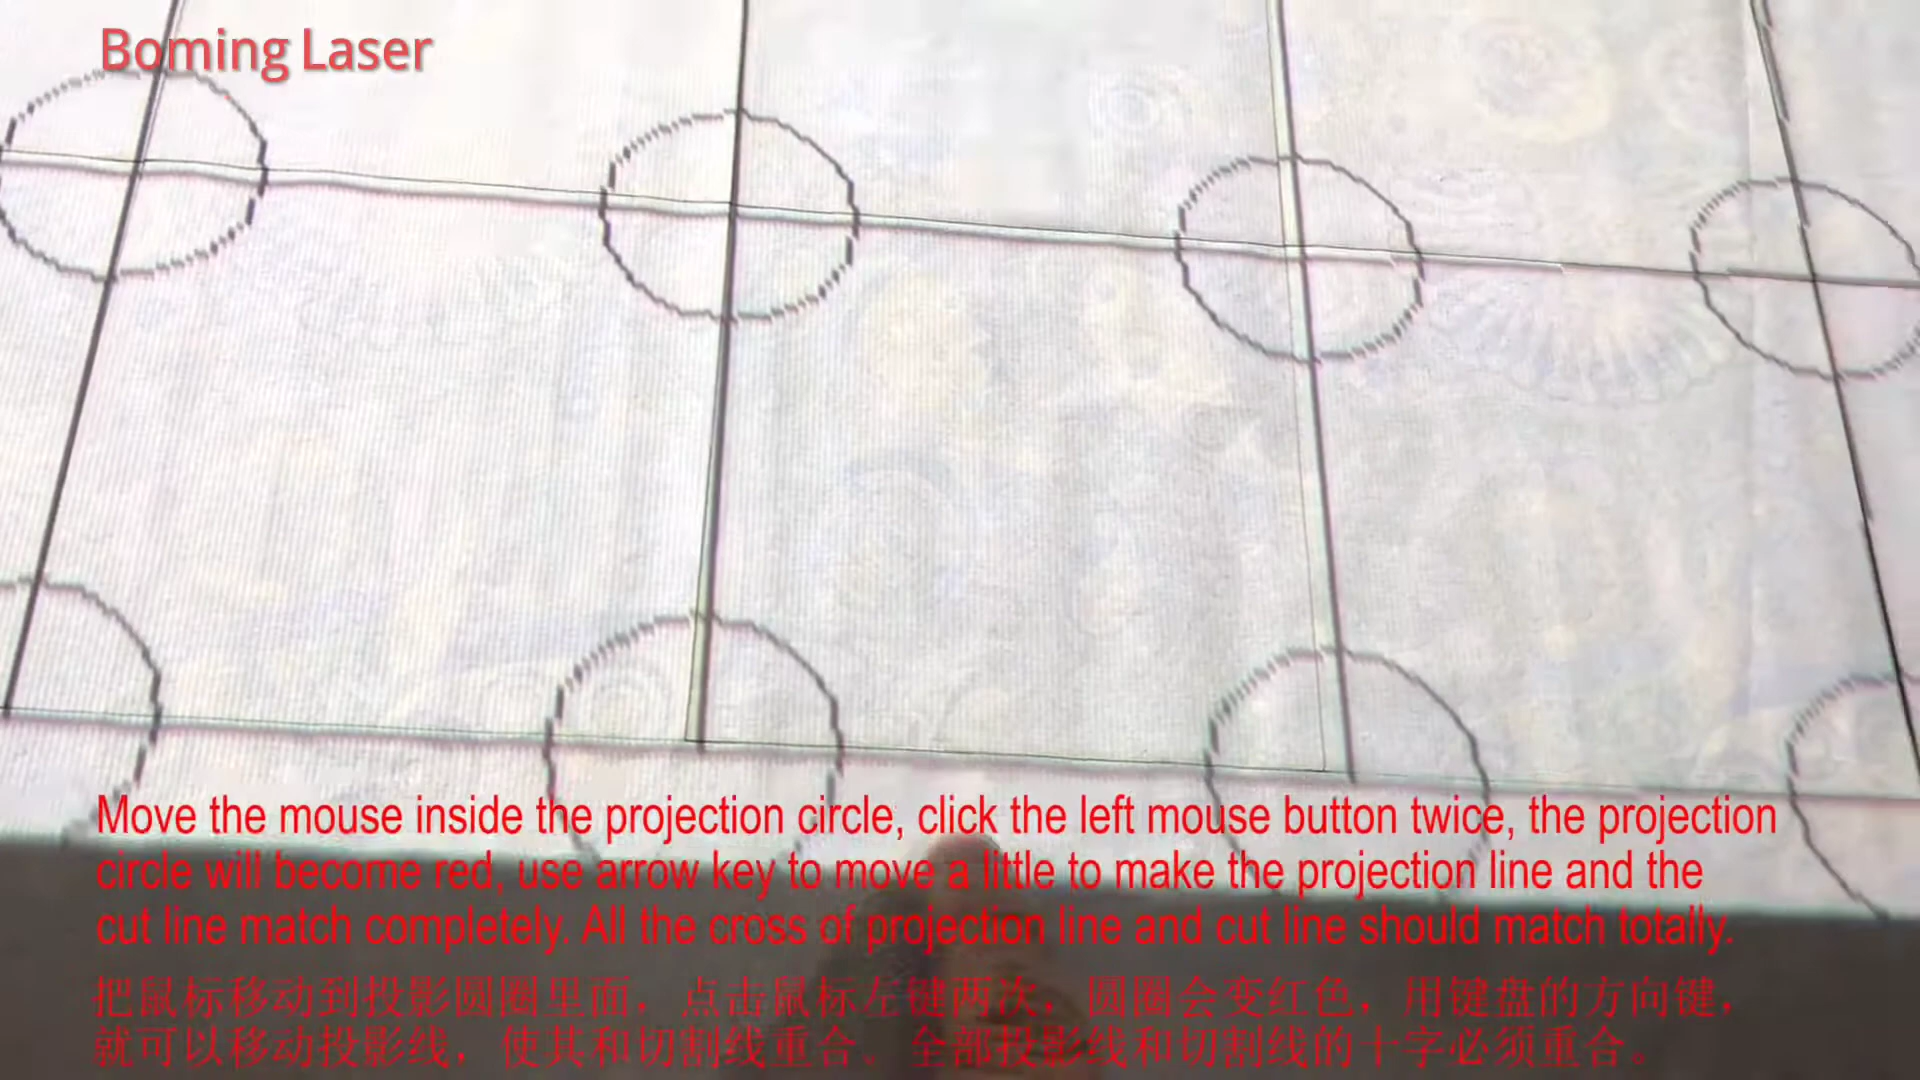 Boming Laser
Move the mouse inside the projection circle, click the left mouse button twice, the projection
circle will become red, use arrow key to move a little to make the projection line and the
cut line match completely. All the cross of projection line and cut line should match totally.
把鼠标移动到投影圆圈里面，点击鼠标左键两次，圆圈会变红色，用键盘的方向键，
就可以移动投影线，使其和切割线重合。全部投影线和切割线的十字必须重合。